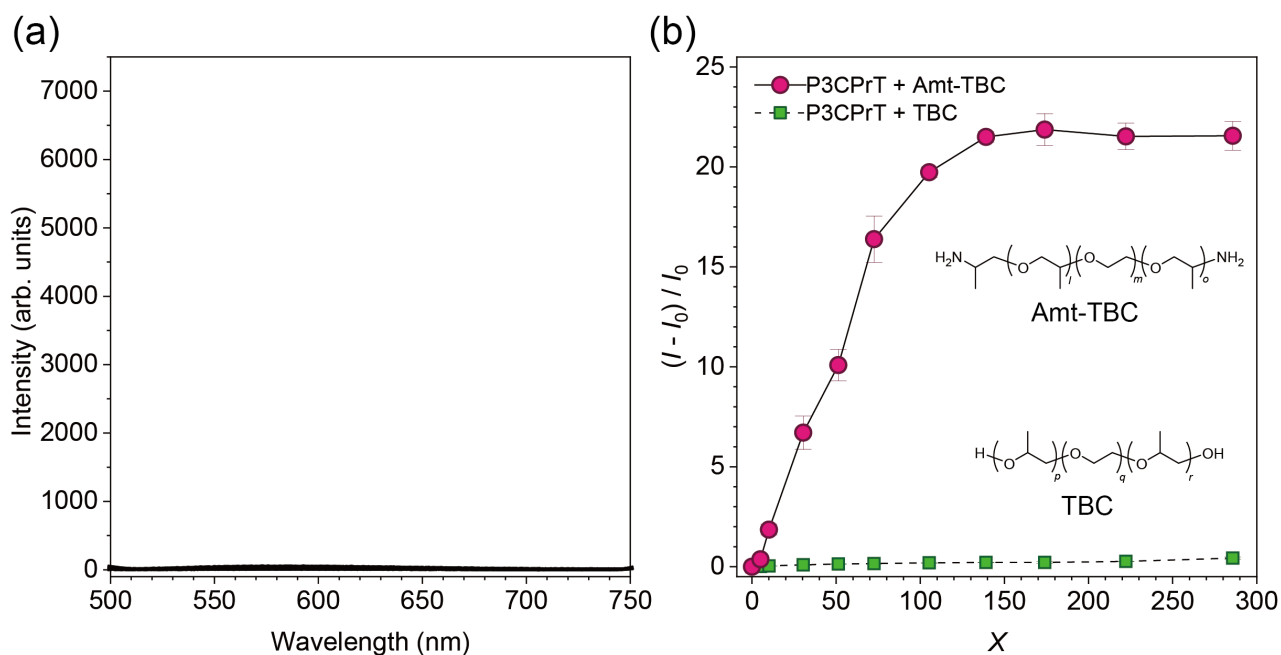 (a)
7000
6000
5000
4000
3000
2000
1000
0
Intensity (arb. units)
500 550 600 650 700 750
Wavelength (nm)
(b)
25
20
15
10
5
0
(I - I0) / I0
P3CPrT + Amt-TBC
P3CPrT + TBC
H2N O l O m O o NH2
Amt-TBC
H O p O q O r OH
TBC
0 50 100 150 200 250 300
X